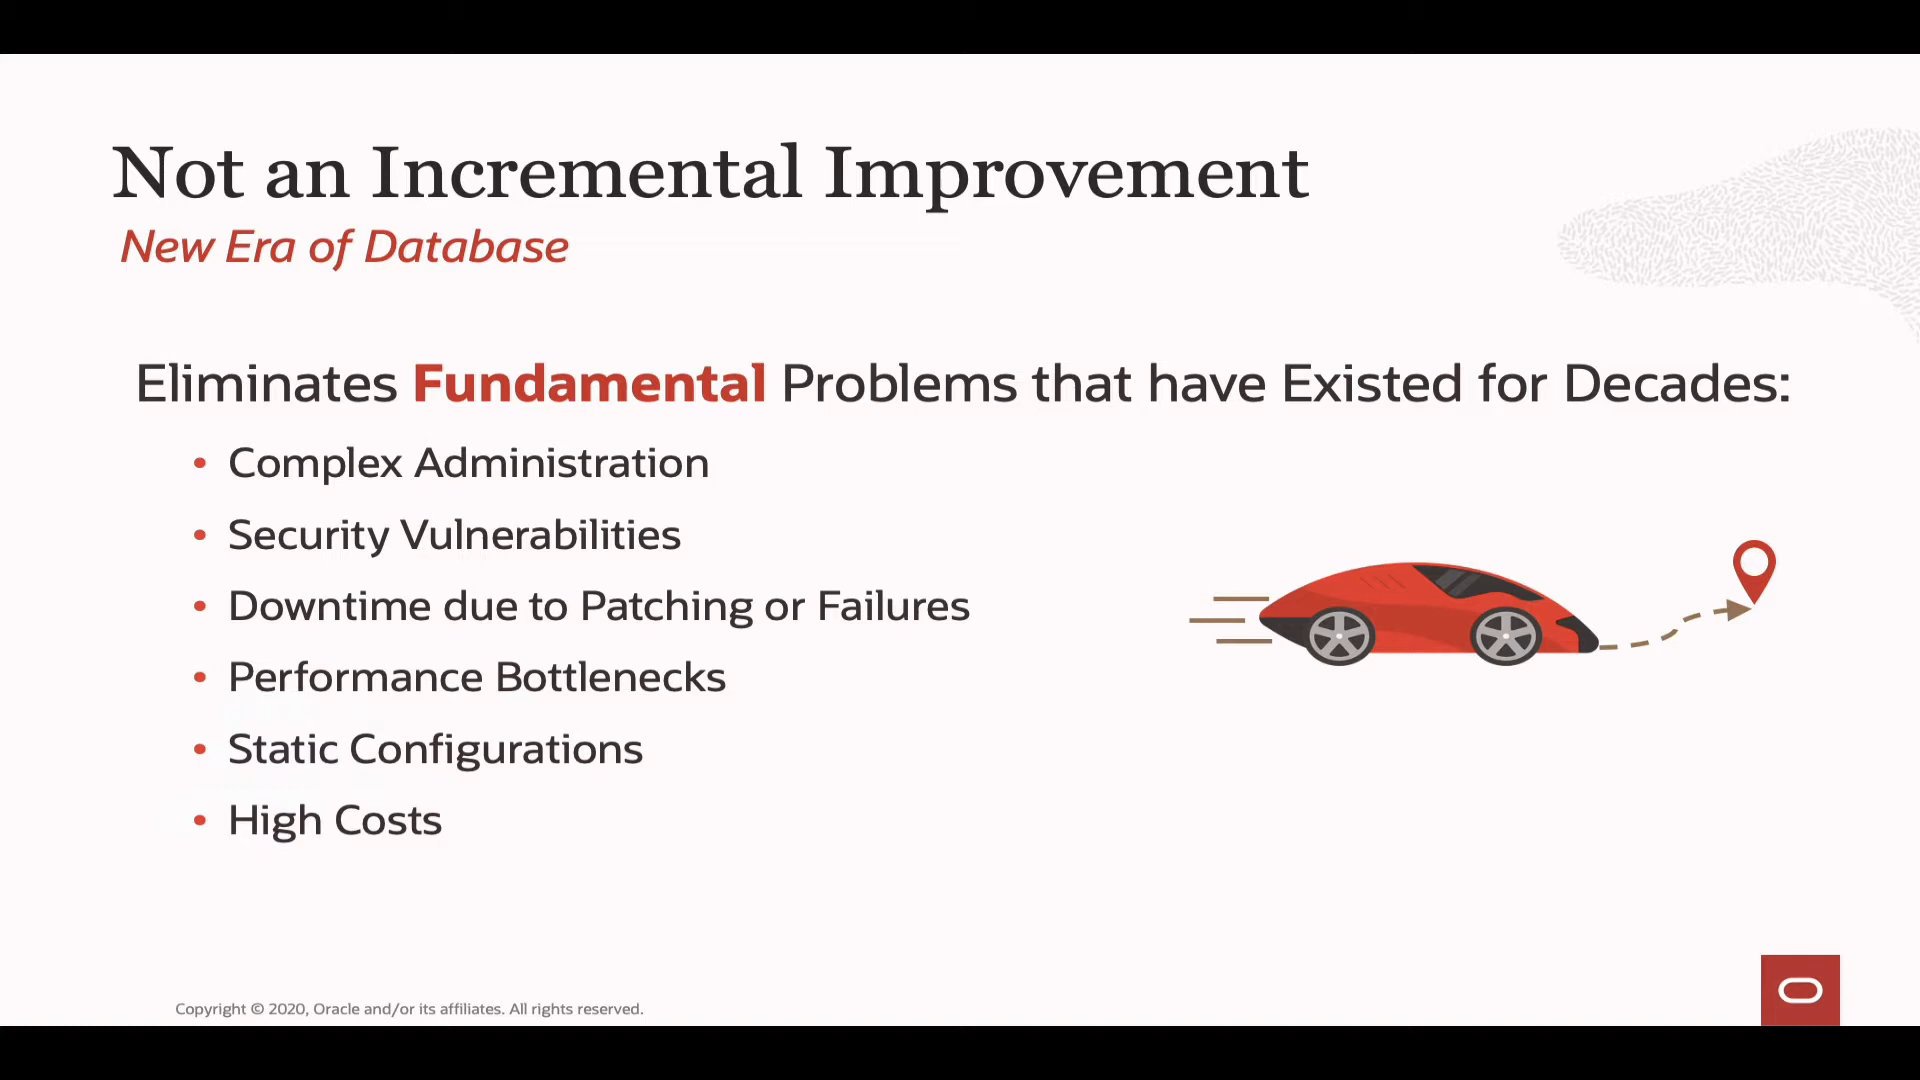 Not an Incremental Improvement
New Era of Database
Eliminates Fundamental Problems that have Existed for Decades:
• Complex Administration
• Security Vulnerabilities
• Downtime due to Patching or Failures
• Performance Bottlenecks
• Static Configurations
• High Costs
Copyright © 2020, Oracle and/or its affiliates. All rights reserved.